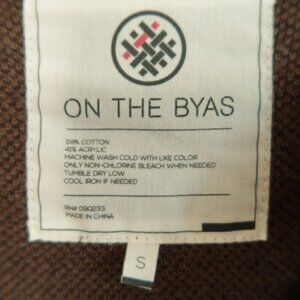 ON THE BYAS
59% COTTON
41% ACRYLIC
MACHINE WASH COLD WITH LIKE COLOR
ONLY NON-CHLORINE BLEACH WHEN NEEDED
TUMBLE DRY LOW
COOL IRON IF NEEDED
RN# 090233
MADE IN CHINA
S